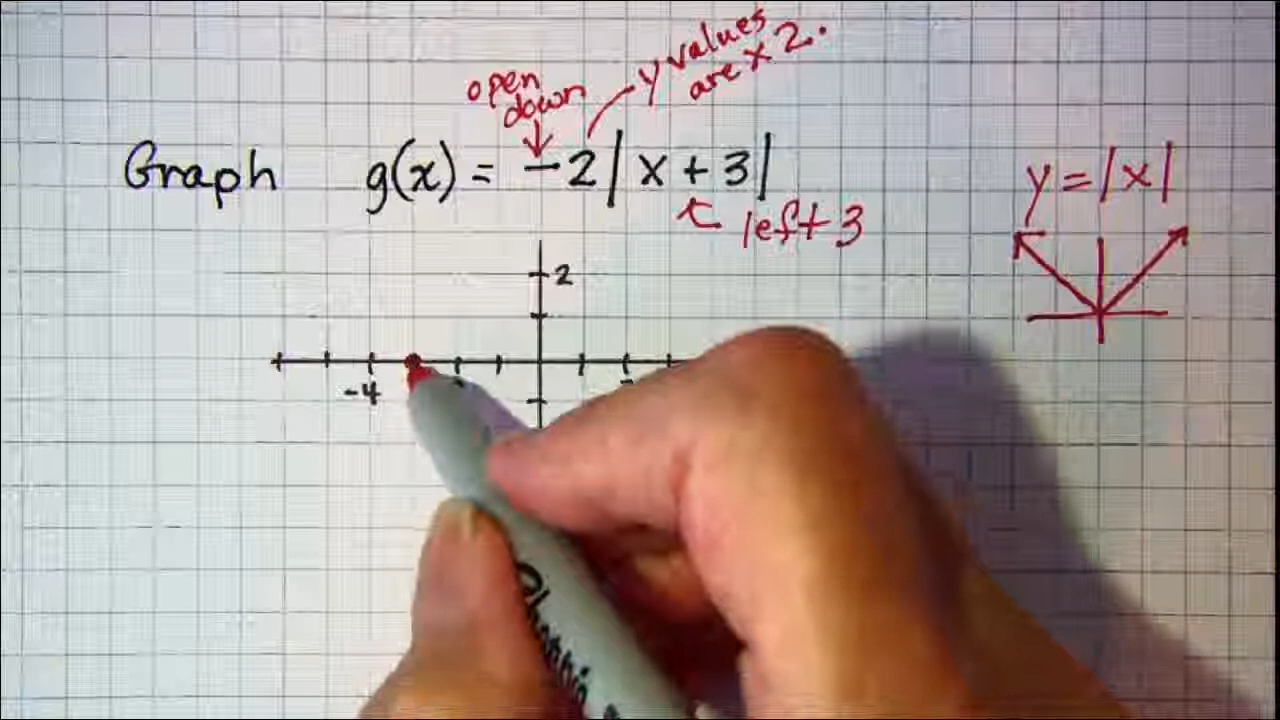 open
down
y values
are × 2.
Graph g(x) = -2|x + 3|
left 3
y = |x|
2
-4